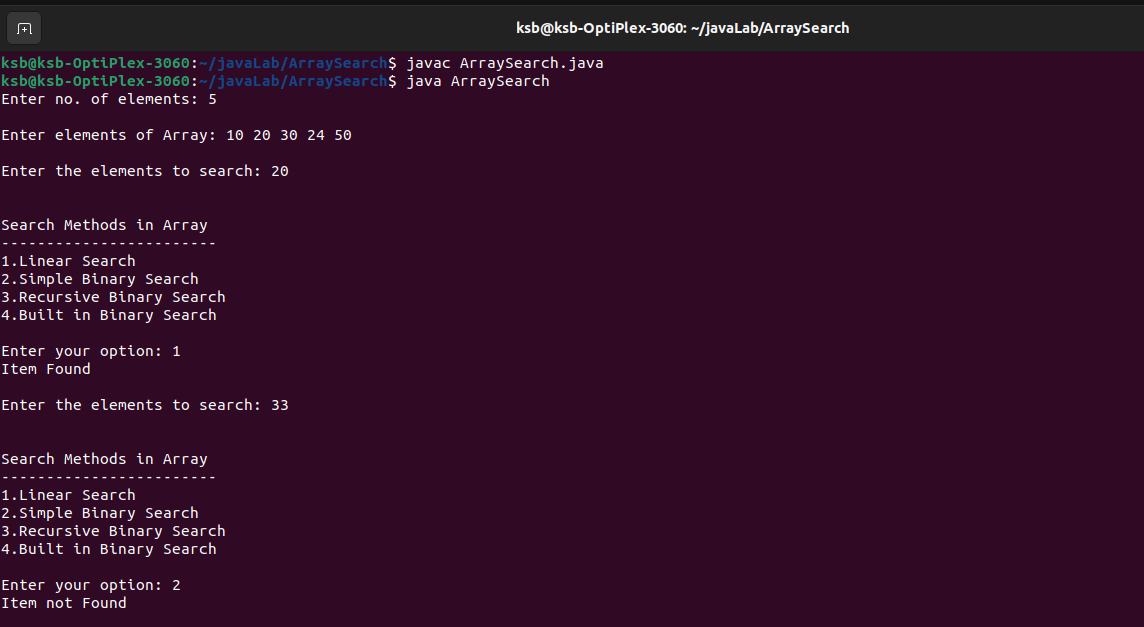 ksb@ksb-OptiPlex-3060: ~/javaLab/ArraySearch
ksb@ksb-OptiPlex-3060:~/javaLab/ArraySearch$ javac ArraySearch.java
ksb@ksb-OptiPlex-3060:~/javaLab/ArraySearch$ java ArraySearch
Enter no. of elements: 5
Enter elements of Array: 10 20 30 24 50
Enter the elements to search: 20
Search Methods in Array
------------------------
1.Linear Search
2.Simple Binary Search
3.Recursive Binary Search
4.Built in Binary Search
Enter your option: 1
Item Found
Enter the elements to search: 33
Search Methods in Array
------------------------
1.Linear Search
2.Simple Binary Search
3.Recursive Binary Search
4.Built in Binary Search
Enter your option: 2
Item not Found